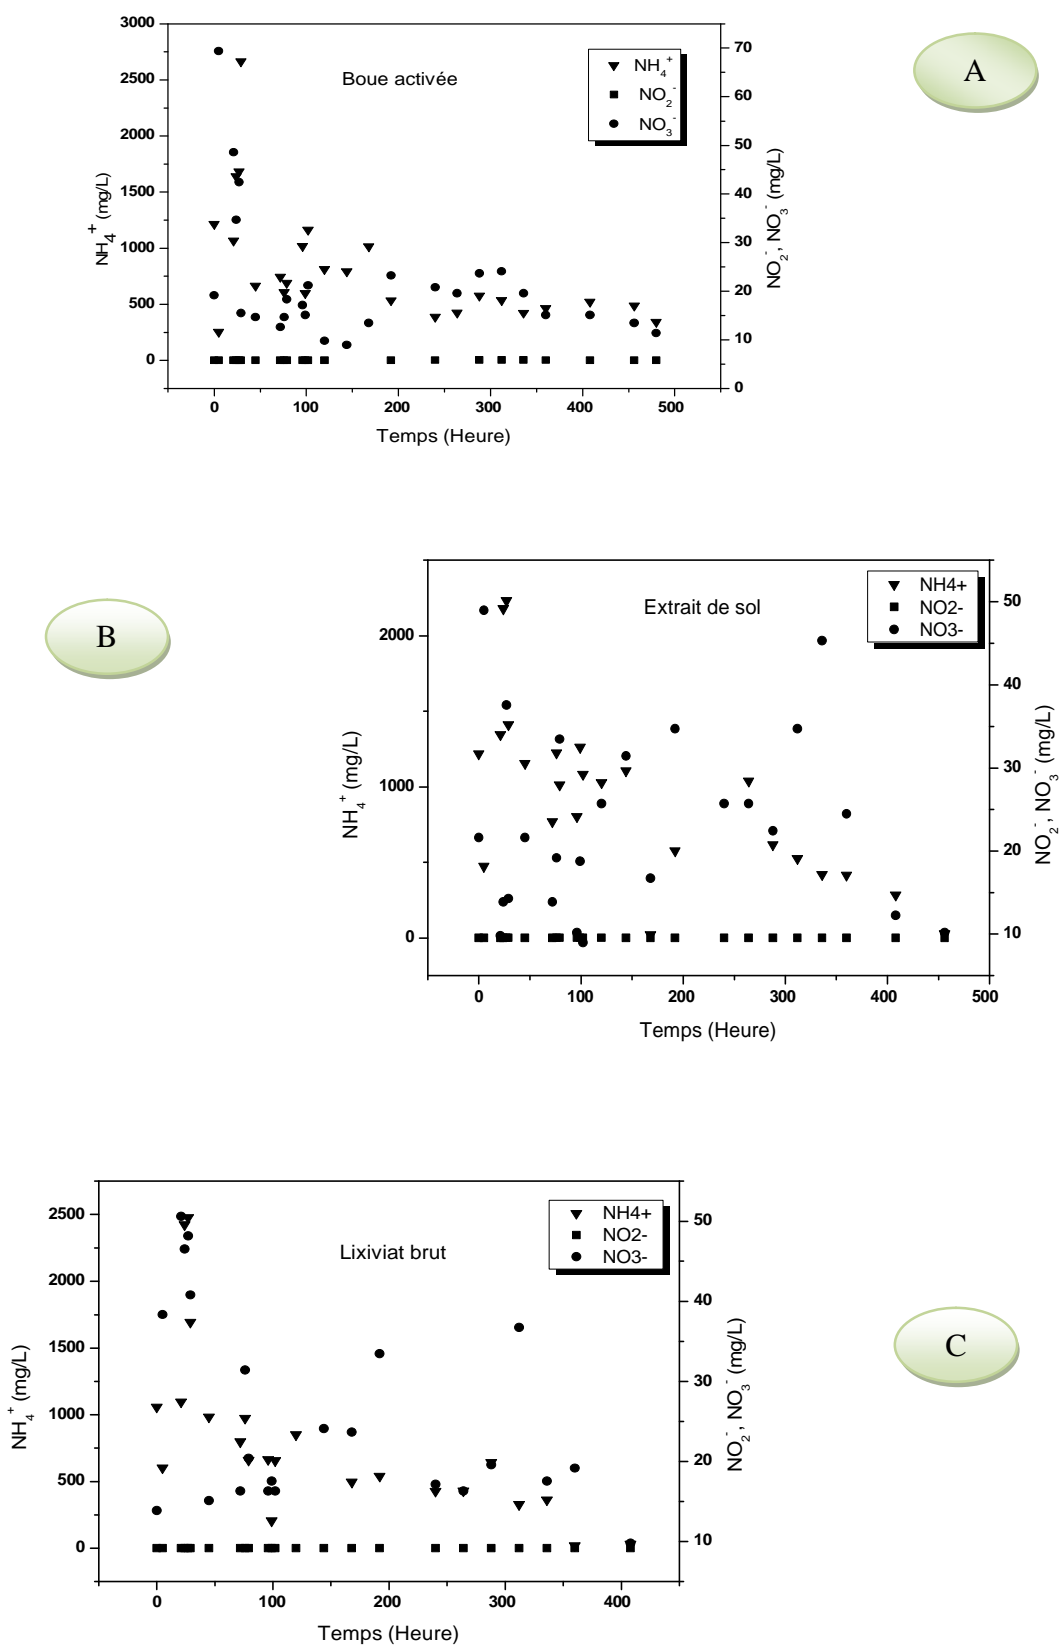 Boue activée
A
NH₄⁺
NO₂⁻
NO₃⁻
3000
2500
2000
1500
1000
500
0
NH₄⁺ (mg/L)
70
60
50
40
30
20
10
0
NO₂⁻, NO₃⁻ (mg/L)
0 100 200 300 400 500
Temps (Heure)
B
Extrait de sol
NH4+
NO2-
NO3-
2000
1000
0
NH₄⁺ (mg/L)
50
40
30
20
10
NO₂⁻, NO₃⁻ (mg/L)
0 100 200 300 400 500
Temps (Heure)
Lixiviat brut
NH4+
NO2-
NO3-
2500
2000
1500
1000
500
0
NH₄⁺ (mg/L)
50
40
30
20
10
NO₂⁻, NO₃⁻ (mg/L)
C
0 100 200 300 400
Temps (Heure)